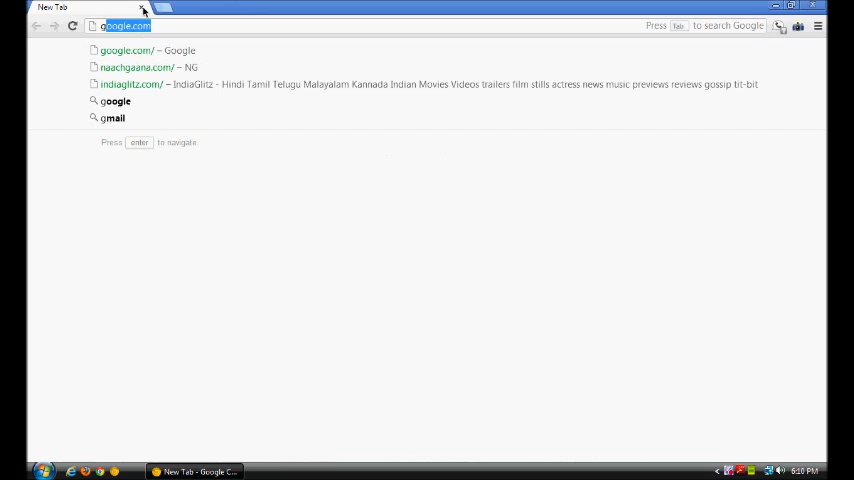 New Tab
google.com
Press Tab to search Google
google.com/ – Google
naachgaana.com/ – NG
indiaglitz.com/ – IndiaGlitz - Hindi Tamil Telugu Malayalam Kannada Indian Movies Videos trailers film stills actress news music previews reviews gossip tit-bit
google
gmail
Press enter to navigate.
New Tab - Google C...
6:10 PM